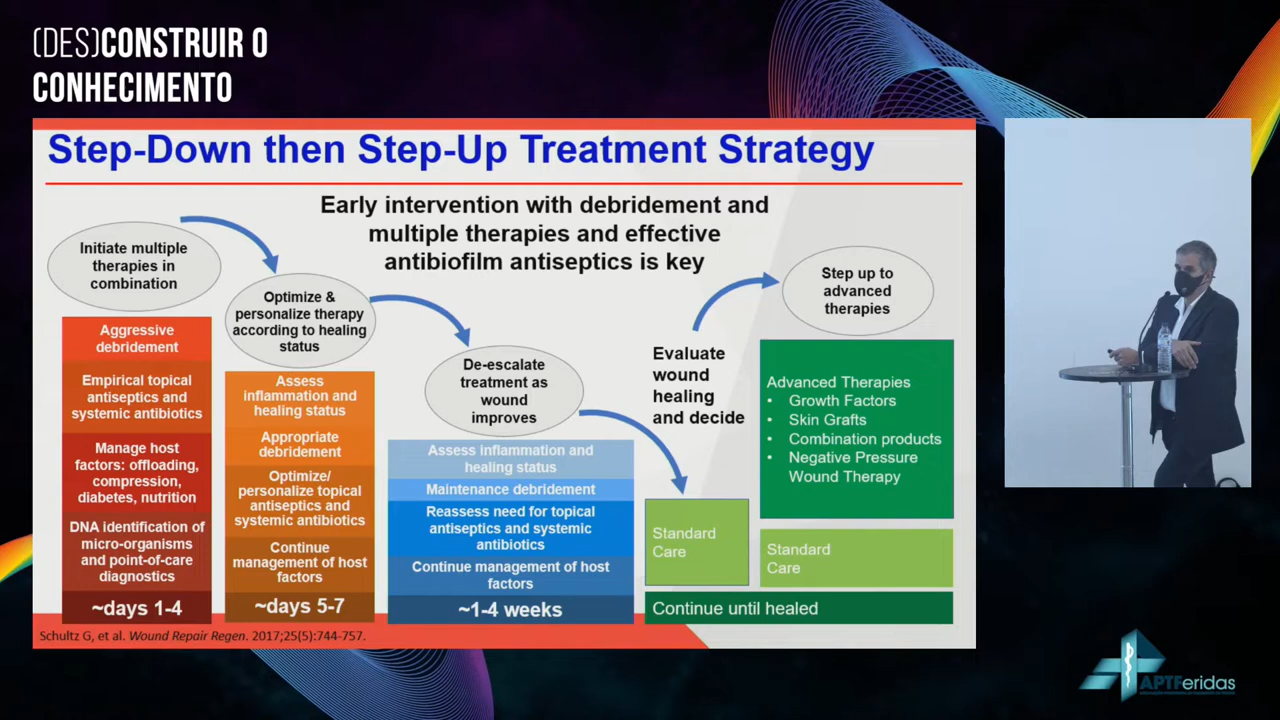 (DES)CONSTRUIR O
CONHECIMENTO
Step-Down then Step-Up Treatment Strategy
Early intervention with debridement and
multiple therapies and effective
antibiofilm antiseptics is key
Initiate multiple
therapies in
combination
Aggressive
debridement
Empirical topical
antiseptics and
systemic antibiotics
Manage host
factors: offloading,
compression,
diabetes, nutrition
DNA identification of
micro-organisms
and point-of-care
diagnostics
~days 1-4
Optimize &
personalize therapy
according to healing
status
Assess
inflammation and
healing status
Appropriate
debridement
Optimize/
personalize topical
antiseptics and
systemic antibiotics
Continue
management of host
factors
~days 5-7
De-escalate
treatment as
wound
improves
Assess inflammation and
healing status
Maintenance debridement
Reassess need for topical
antiseptics and systemic
antibiotics
Continue management of host
factors
~1-4 weeks
Evaluate
wound
healing
and decide
Standard
Care
Step up to
advanced
therapies
Advanced Therapies
• Growth Factors
• Skin Grafts
• Combination products
• Negative Pressure
Wound Therapy
Standard
Care
Continue until healed
Schultz G, et al. Wound Repair Regen. 2017;25(5):744-757.
APTFeridas